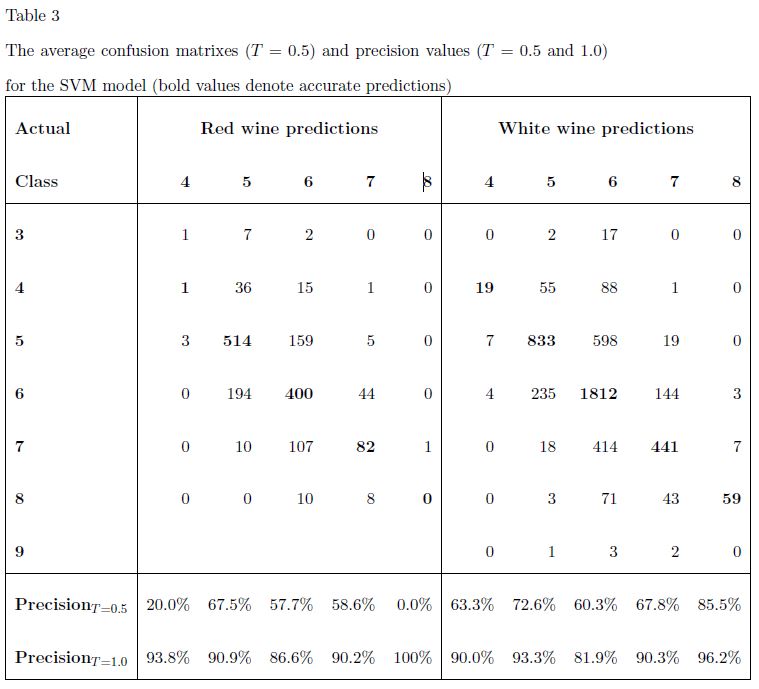 Table 3
The average confusion matrixes (T = 0.5) and precision values (T = 0.5 and 1.0)
for the SVM model (bold values denote accurate predictions)
Actual Red wine predictions White wine predictions
Class 4 5 6 7 8 4 5 6 7 8
3 1 7 2 0 0 0 2 17 0 0
4 1 36 15 1 0 19 55 88 1 0
5 3 514 159 5 0 7 833 598 19 0
6 0 194 400 44 0 4 235 1812 144 3
7 0 10 107 82 1 0 18 414 441 7
8 0 0 10 8 0 0 3 71 43 59
9 0 1 3 2 0
Precision_T=0.5 20.0% 67.5% 57.7% 58.6% 0.0% 63.3% 72.6% 60.3% 67.8% 85.5%
Precision_T=1.0 93.8% 90.9% 86.6% 90.2% 100% 90.0% 93.3% 81.9% 90.3% 96.2%